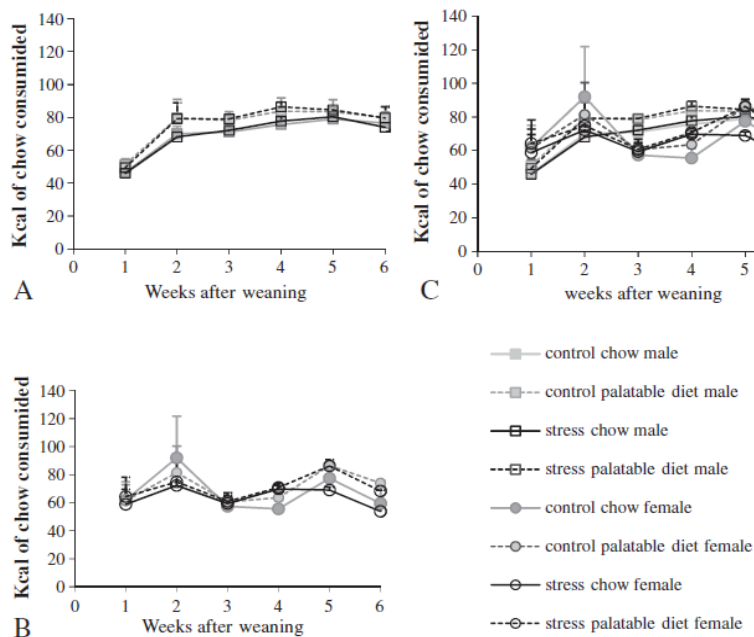 Kcal of chow consumided
140
120
100
80
60
40
20
0
0 1 2 3 4 5 6
Weeks after weaning
A
Kcal of chow consumided
140
120
100
80
60
40
20
0
0 1 2 3 4 5
weeks after weaning
C
Kcal of chow consumided
140
120
100
80
60
40
20
0
0 1 2 3 4 5 6
Weeks after weaning
B
control chow male
control palatable diet male
stress chow male
stress palatable diet male
control chow female
control palatable diet female
stress chow female
stress palatable diet female